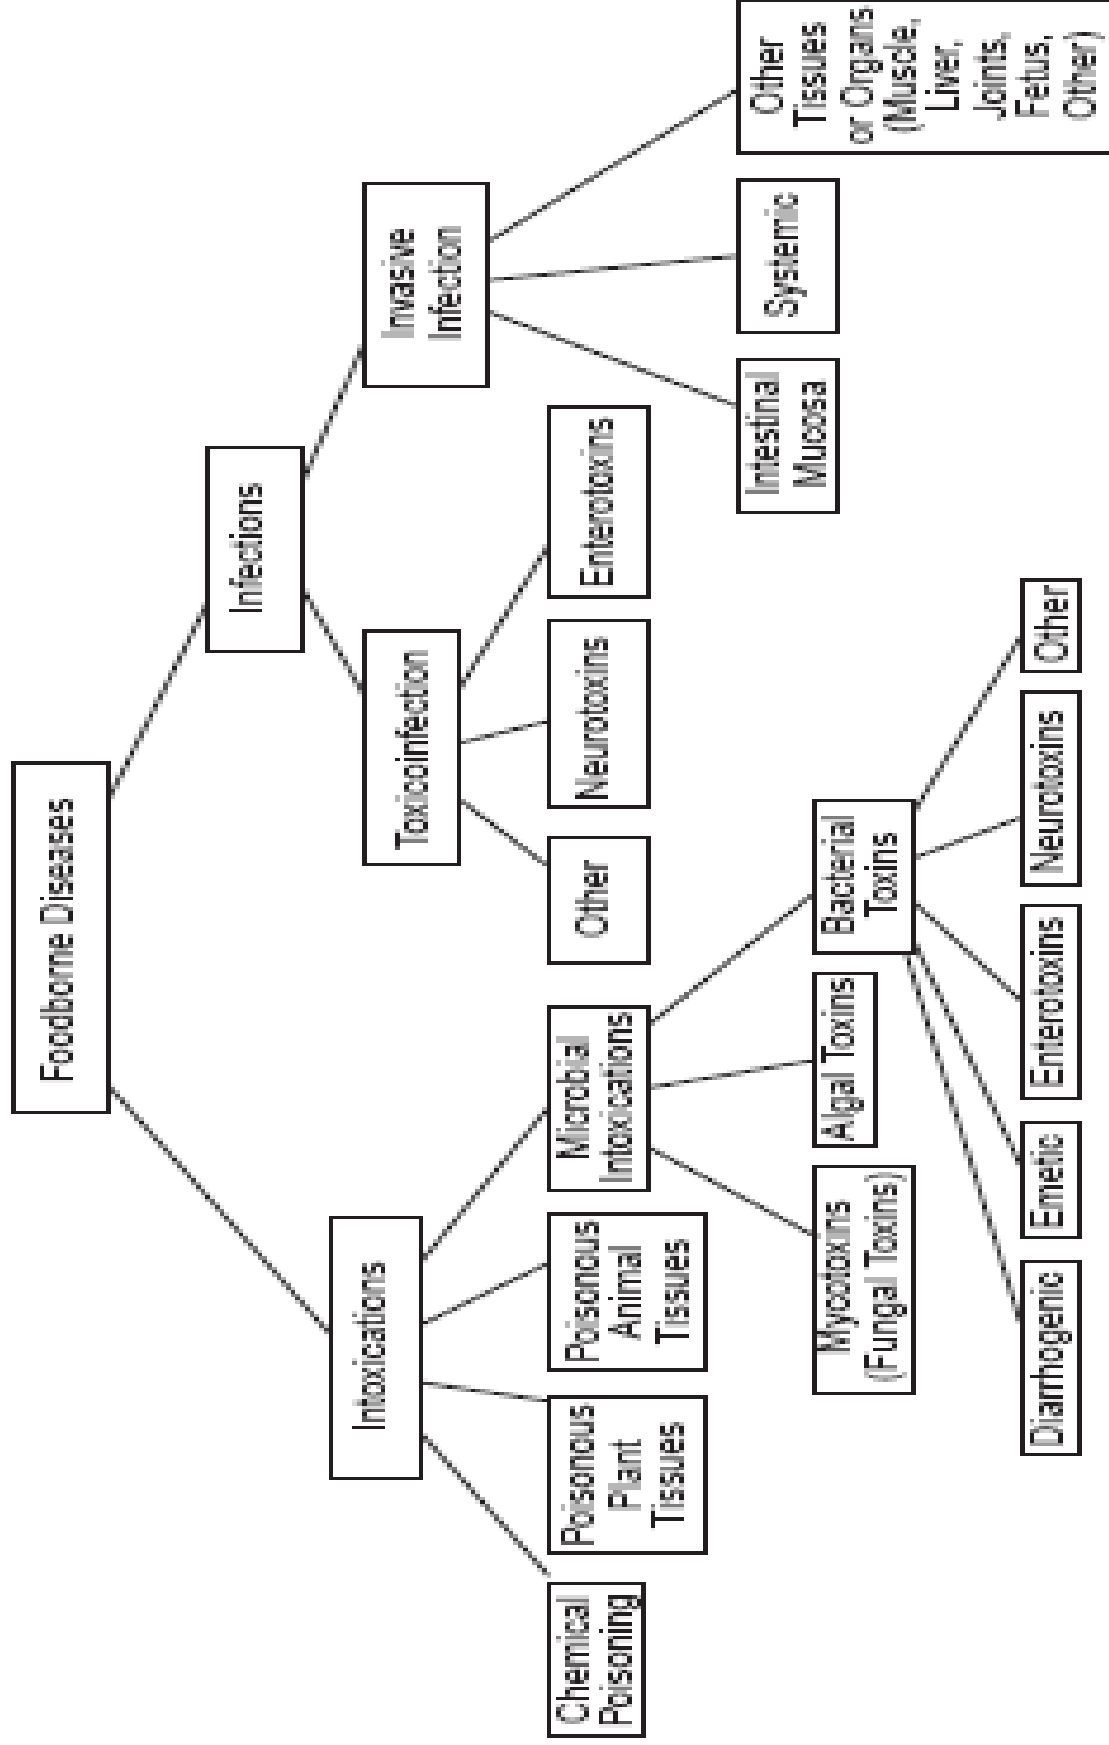 Foodborne Diseases
Intoxications
Infections
Chemical
Poisoning
Poisonous
Plant
Tissues
Poisonous
Animal
Tissues
Microbial
Intoxications
Toxicoinfection
Invasive
Infection
Other
Neurotoxins
Enterotoxins
Mycotoxins
(Fungal Toxins)
Algal Toxins
Bacterial
Toxins
Intestinal
Mucosa
Systemic
Other
Tissues
or Organs
(Muscle,
Liver,
Joints,
Fetus,
Other)
Diarrhogenic
Emetic
Enterotoxins
Neurotoxins
Other